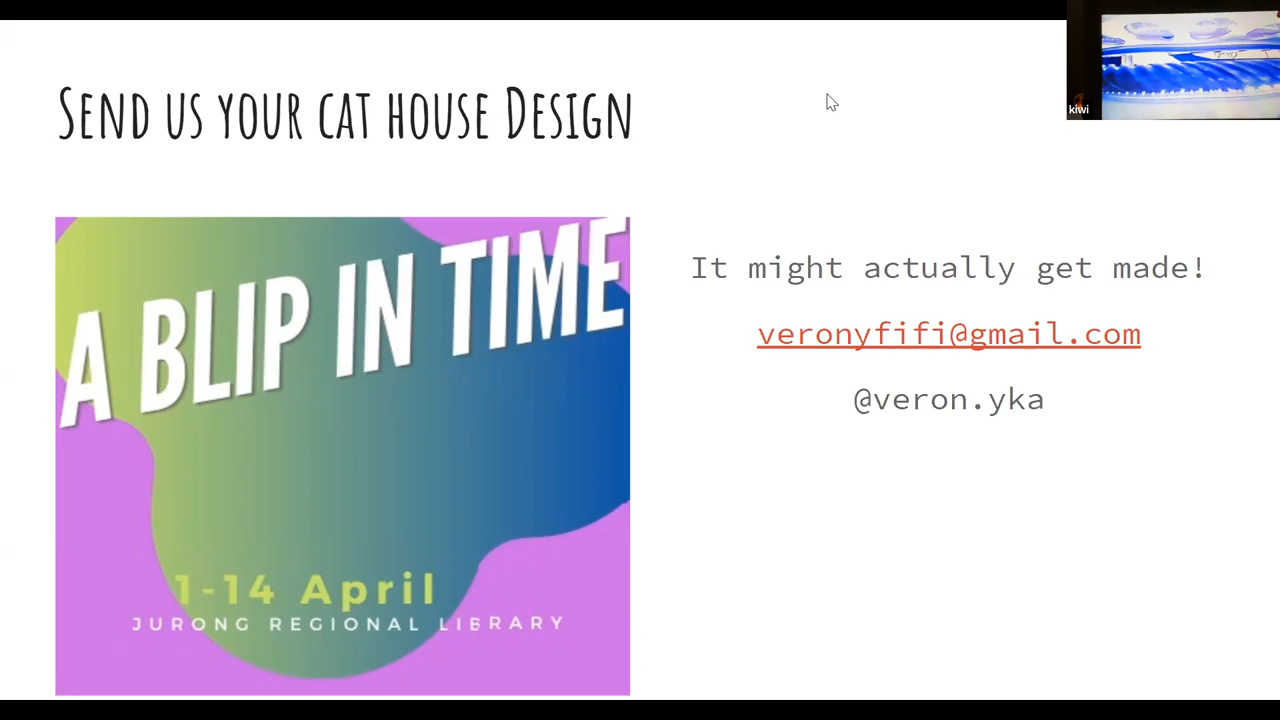 Send us your cat house Design
kiwi
A BLIP IN TIME
1-14 April
JURONG REGIONAL LIBRARY
It might actually get made!
veronyfifi@gmail.com
@veron.yka